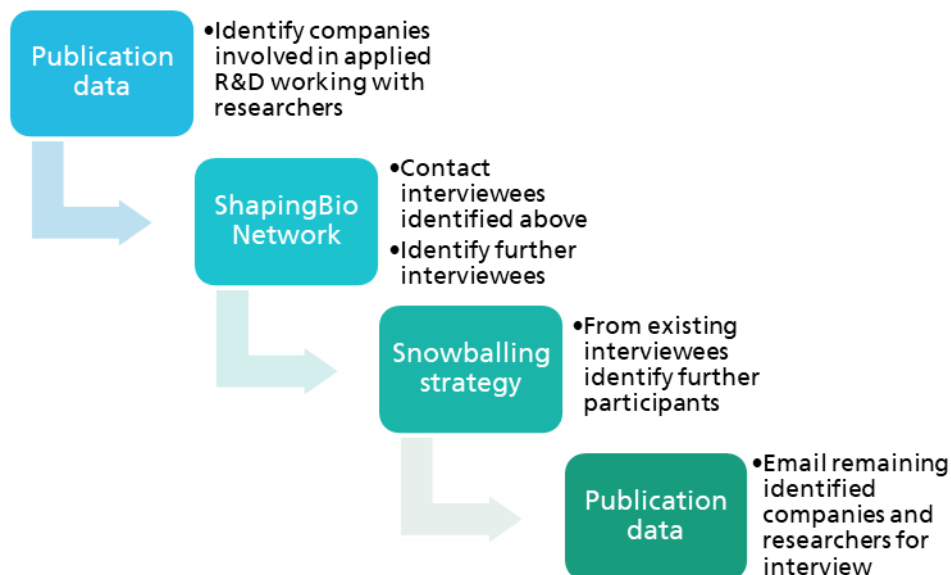 Publication
data
•Identify companies
involved in applied
R&D working with
researchers
ShapingBio
Network
•Contact
interviewees
identified above
•Identify further
interviewees
Snowballing
strategy
•From existing
interviewees
identify further
participants
Publication
data
•Email remaining
identified
companies and
researchers for
interview